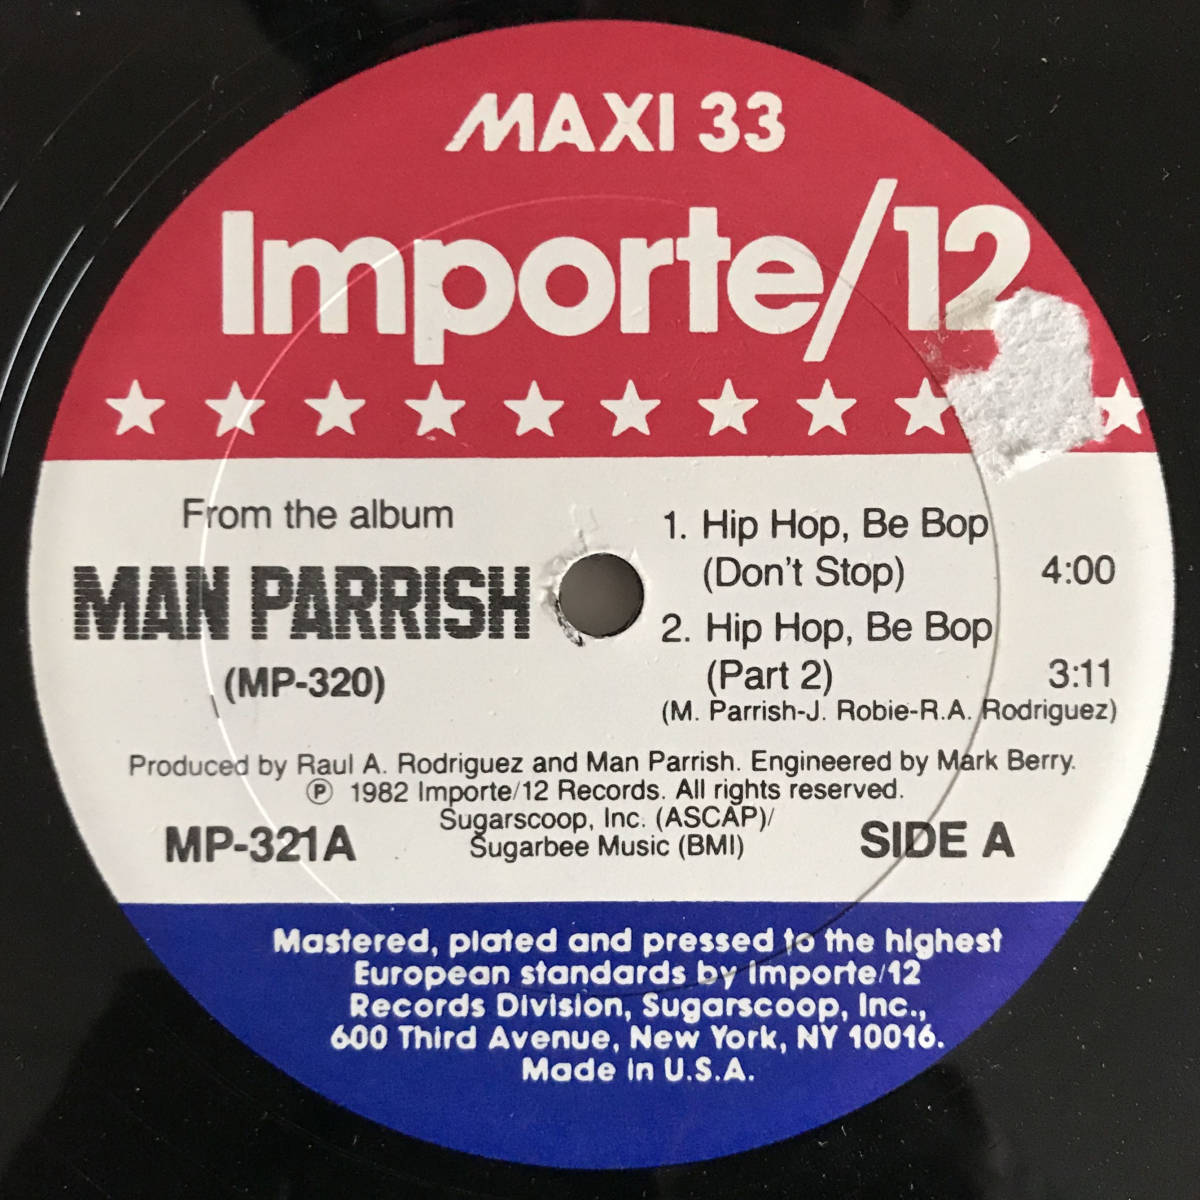 MAXI 33
Importe/12
From the album
MAN PARRISH
(MP-320)
1. Hip Hop, Be Bop
(Don't Stop) 4:00
2. Hip Hop, Be Bop
(Part 2) 3:11
(M. Parrish-J. Robie-R.A. Rodriguez)
Produced by Raul A. Rodriguez and Man Parrish. Engineered by Mark Berry.
℗ 1982 Importe/12 Records. All rights reserved.
Sugarscoop, Inc. (ASCAP)/
Sugarbee Music (BMI)
MP-321A
SIDE A
Mastered, plated and pressed to the highest
European standards by Importe/12
Records Division, Sugarscoop, Inc.,
600 Third Avenue, New York, NY 10016.
Made in U.S.A.